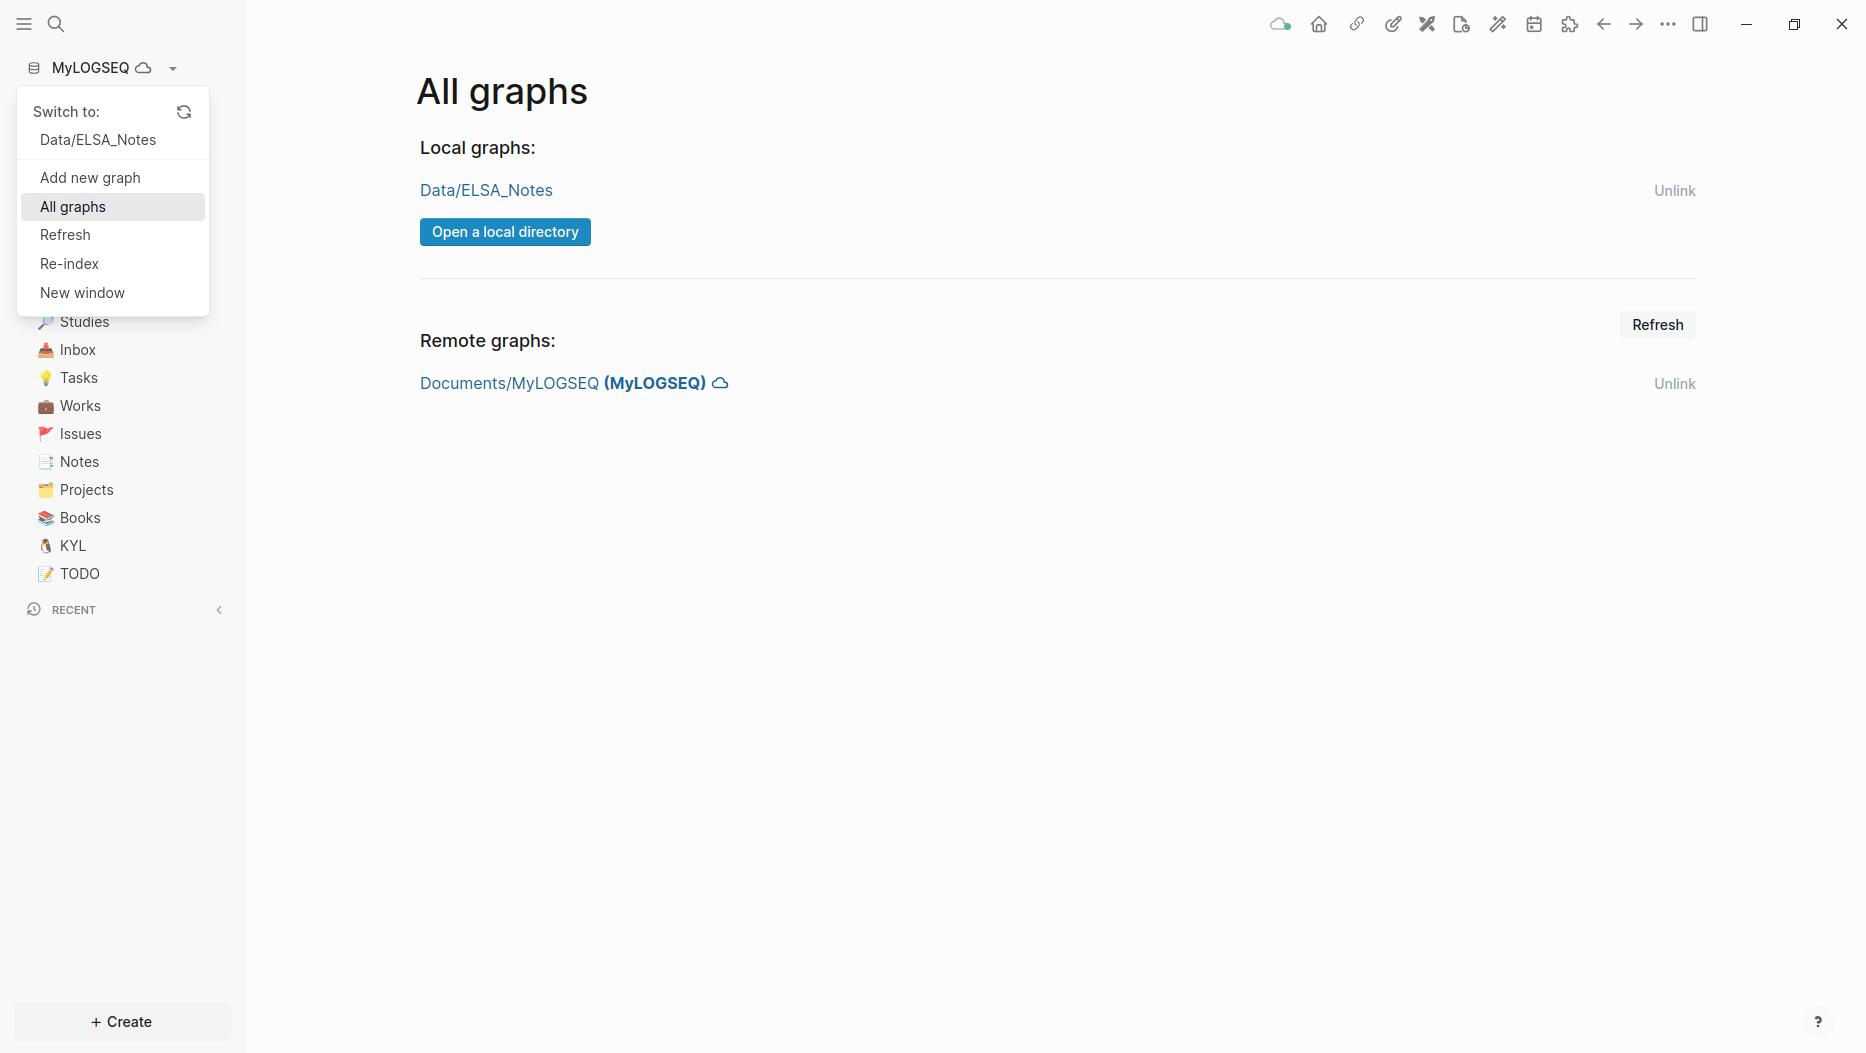 MyLOGSEQ
Switch to:
Data/ELSA_Notes
Add new graph
All graphs
Refresh
Re-index
New window
Studies
Inbox
Tasks
Works
Issues
Notes
Projects
Books
KYL
TODO
RECENT
+ Create
All graphs
Local graphs:
Data/ELSA_Notes
Unlink
Open a local directory
Refresh
Remote graphs:
Documents/MyLOGSEQ (MyLOGSEQ)
Unlink
?